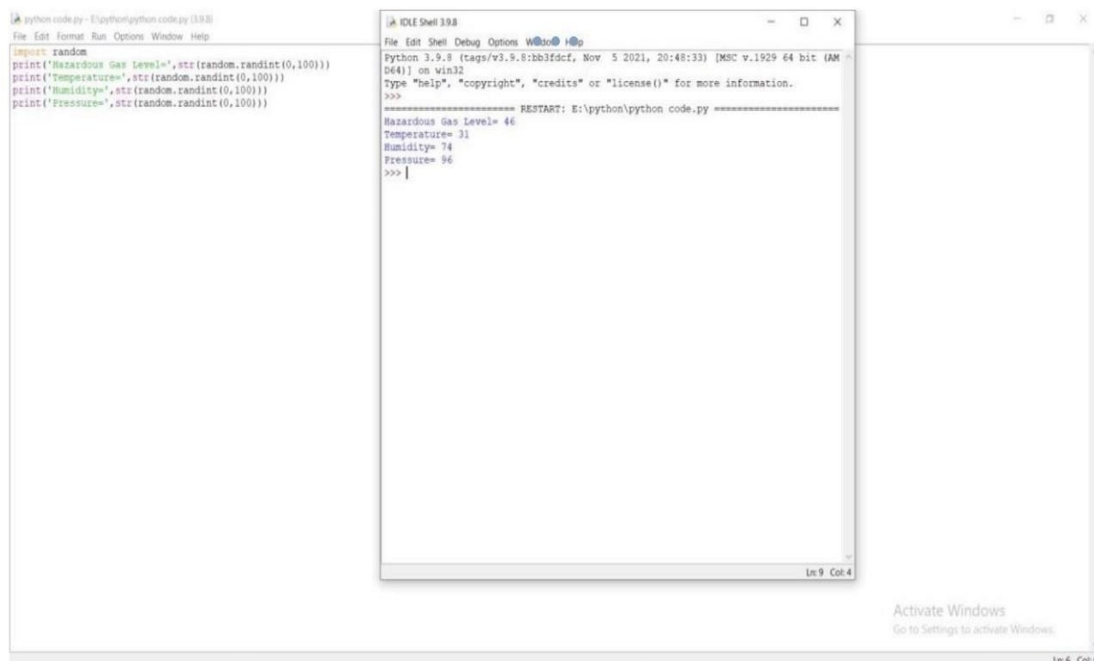 python code.py - E:\python\python code.py (3.9.8)
File Edit Format Run Options Window Help
import random
print('Hazardous Gas Level=',str(random.randint(0,100)))
print('Temperature=',str(random.randint(0,100)))
print('Humidity=',str(random.randint(0,100)))
print('Pressure=',str(random.randint(0,100)))
IDLE Shell 3.9.8
File Edit Shell Debug Options Window Help
Python 3.9.8 (tags/v3.9.8:bb3fdcf, Nov 5 2021, 20:48:33) [MSC v.1929 64 bit (AM
D64)] on win32
Type "help", "copyright", "credits" or "license()" for more information.
>>>
====================== RESTART: E:\python\python code.py =====================
Hazardous Gas Level= 46
Temperature= 31
Humidity= 74
Pressure= 96
>>>
Ln: 9 Col: 4
Activate Windows
Go to Settings to activate Windows.
Ln: 6 Col: